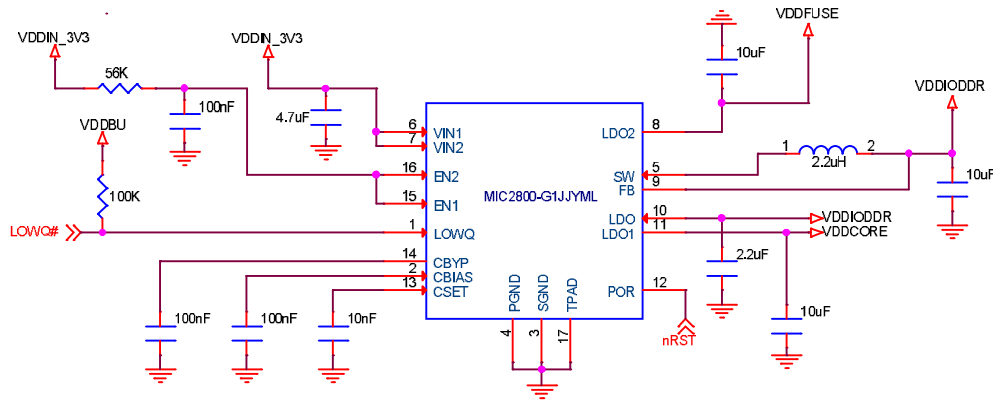 VDDFUSE
VDDIN_3V3
VDDIN_3V3
10uF
56K
VDDIODDR
100nF
4.7uF
VDDBU
6 VIN1
7 VIN2
LDO2 8
1 2
2.2uH
16 EN2
SW 5
FB 9
10uF
100K
15 EN1
MIC2800-G1JJYML
LDO 10 VDDIODDR
LOWQ# 1 LOWQ
LDO1 11 VDDCORE
14 CBYP
2 CBIAS
13 CSET
2.2uF
PGND
SGND
TPAD
POR 12
100nF
100nF
10nF
10uF
4
3
17
nRST